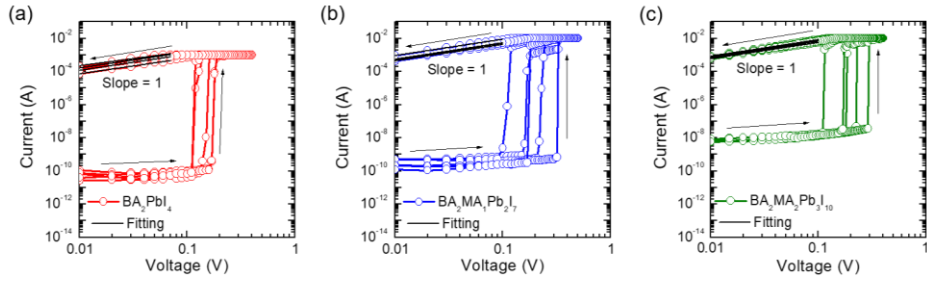 (a)
Current (A)
10⁻²
10⁻⁴
10⁻⁶
10⁻⁸
10⁻¹⁰
10⁻¹²
10⁻¹⁴
Slope = 1
BA₂PbI₄
Fitting
0.01
0.1
1
Voltage (V)
(b)
Current (A)
10⁻²
10⁻⁴
10⁻⁶
10⁻⁸
10⁻¹⁰
10⁻¹²
10⁻¹⁴
Slope = 1
BA₂MA₁Pb₂I₇
Fitting
0.01
0.1
1
Voltage (V)
(c)
Current (A)
10⁻²
10⁻⁴
10⁻⁶
10⁻⁸
10⁻¹⁰
10⁻¹²
10⁻¹⁴
Slope = 1
BA₂MA₂Pb₃I₁₀
Fitting
0.01
0.1
1
Voltage (V)